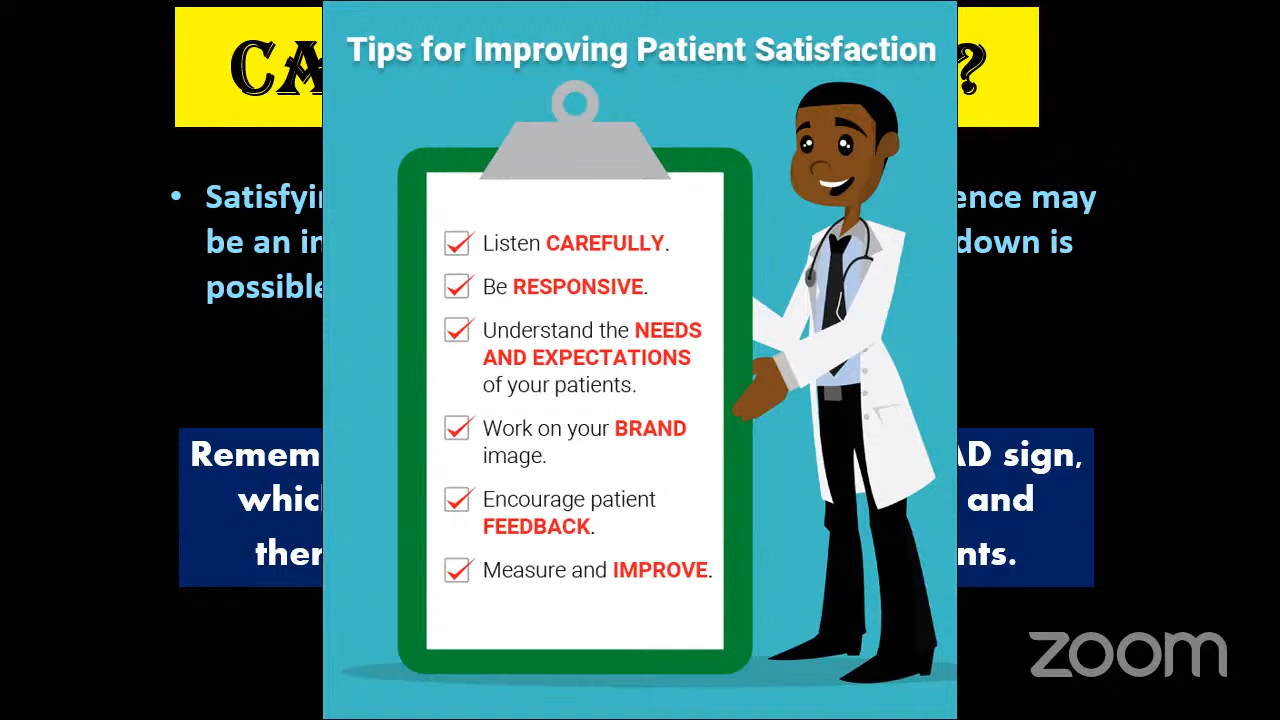 Tips for Improving Patient Satisfaction
CA ?
• Satisfyin ence may
be an in down is
possible
Listen CAREFULLY.
Be RESPONSIVE.
Understand the NEEDS
AND EXPECTATIONS
of your patients.
Work on your BRAND
image.
Encourage patient
FEEDBACK.
Measure and IMPROVE.
Remem AD sign,
which and
ther nts.
zoom